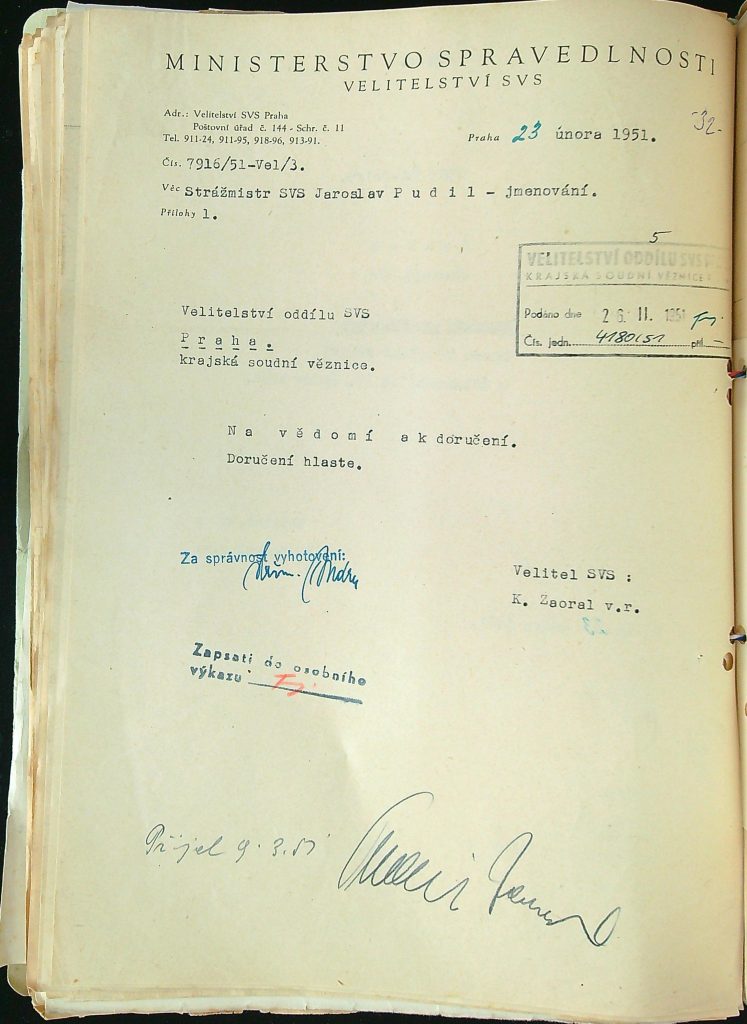 MINISTERSTVO SPRAVEDLNOSTI
VELITELSTVÍ SVS
Adr.: Velitelství SVS Praha
Poštovní úřad č. 144 - Schr. č. 11
Tel. 911-24, 911-95, 918-96, 913-91.
Praha 23 února 1951.
32-
Čís. 7916/51-Vel/3.
Věc Strážmistr SVS Jaroslav P u d i l - jmenování.
Přílohy 1.
5
VELITELSTVÍ ODDÍLU SVS
KRAJSKÁ SOUDNÍ VĚZNICE
Podáno dne 26. II. 1951
Čís. jedn. 4180/51 příl. -
Velitelství oddílu SVS
P r a h a .
krajská soudní věznice.
N a v ě d o m í a k doručení.
Doručení hlaste.
Za správnost vyhotovení:
Velitel SVS :
K. Zaoral v.r.
Zapsati do osobního
výkazu
Přijel 9. 3. 51